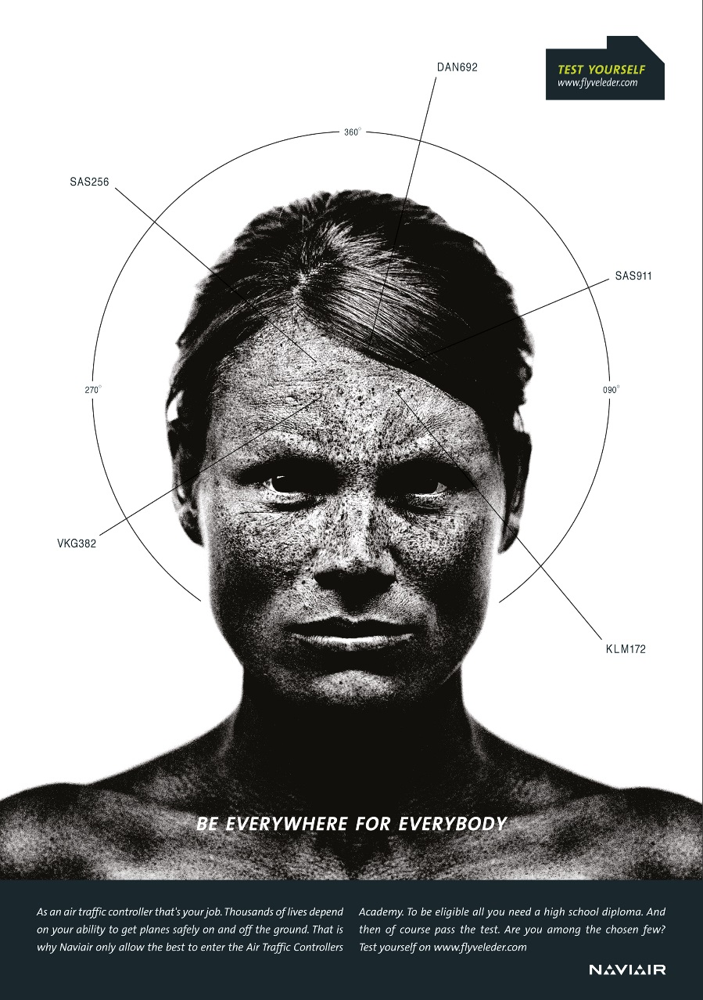 DAN692
TEST YOURSELF
www.flyveleder.com
360°
SAS256
SAS911
270°
090°
VKG382
KLM172
BE EVERYWHERE FOR EVERYBODY
As an air traffic controller that's your job. Thousands of lives depend
on your ability to get planes safely on and off the ground. That is
why Naviair only allow the best to enter the Air Traffic Controllers
Academy. To be eligible all you need a high school diploma. And
then of course pass the test. Are you among the chosen few?
Test yourself on www.flyveleder.com
NAVIAIR